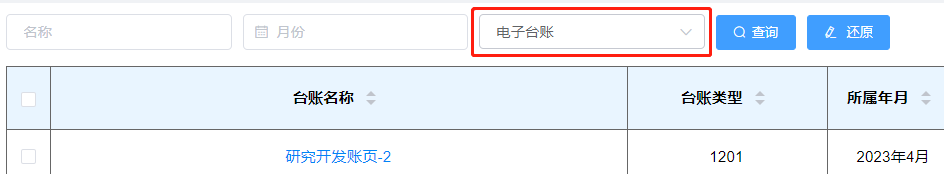 名称 月份 电子台账 查询 还原
台账名称 台账类型 所属年月
研究开发账页-2 1201 2023年4月